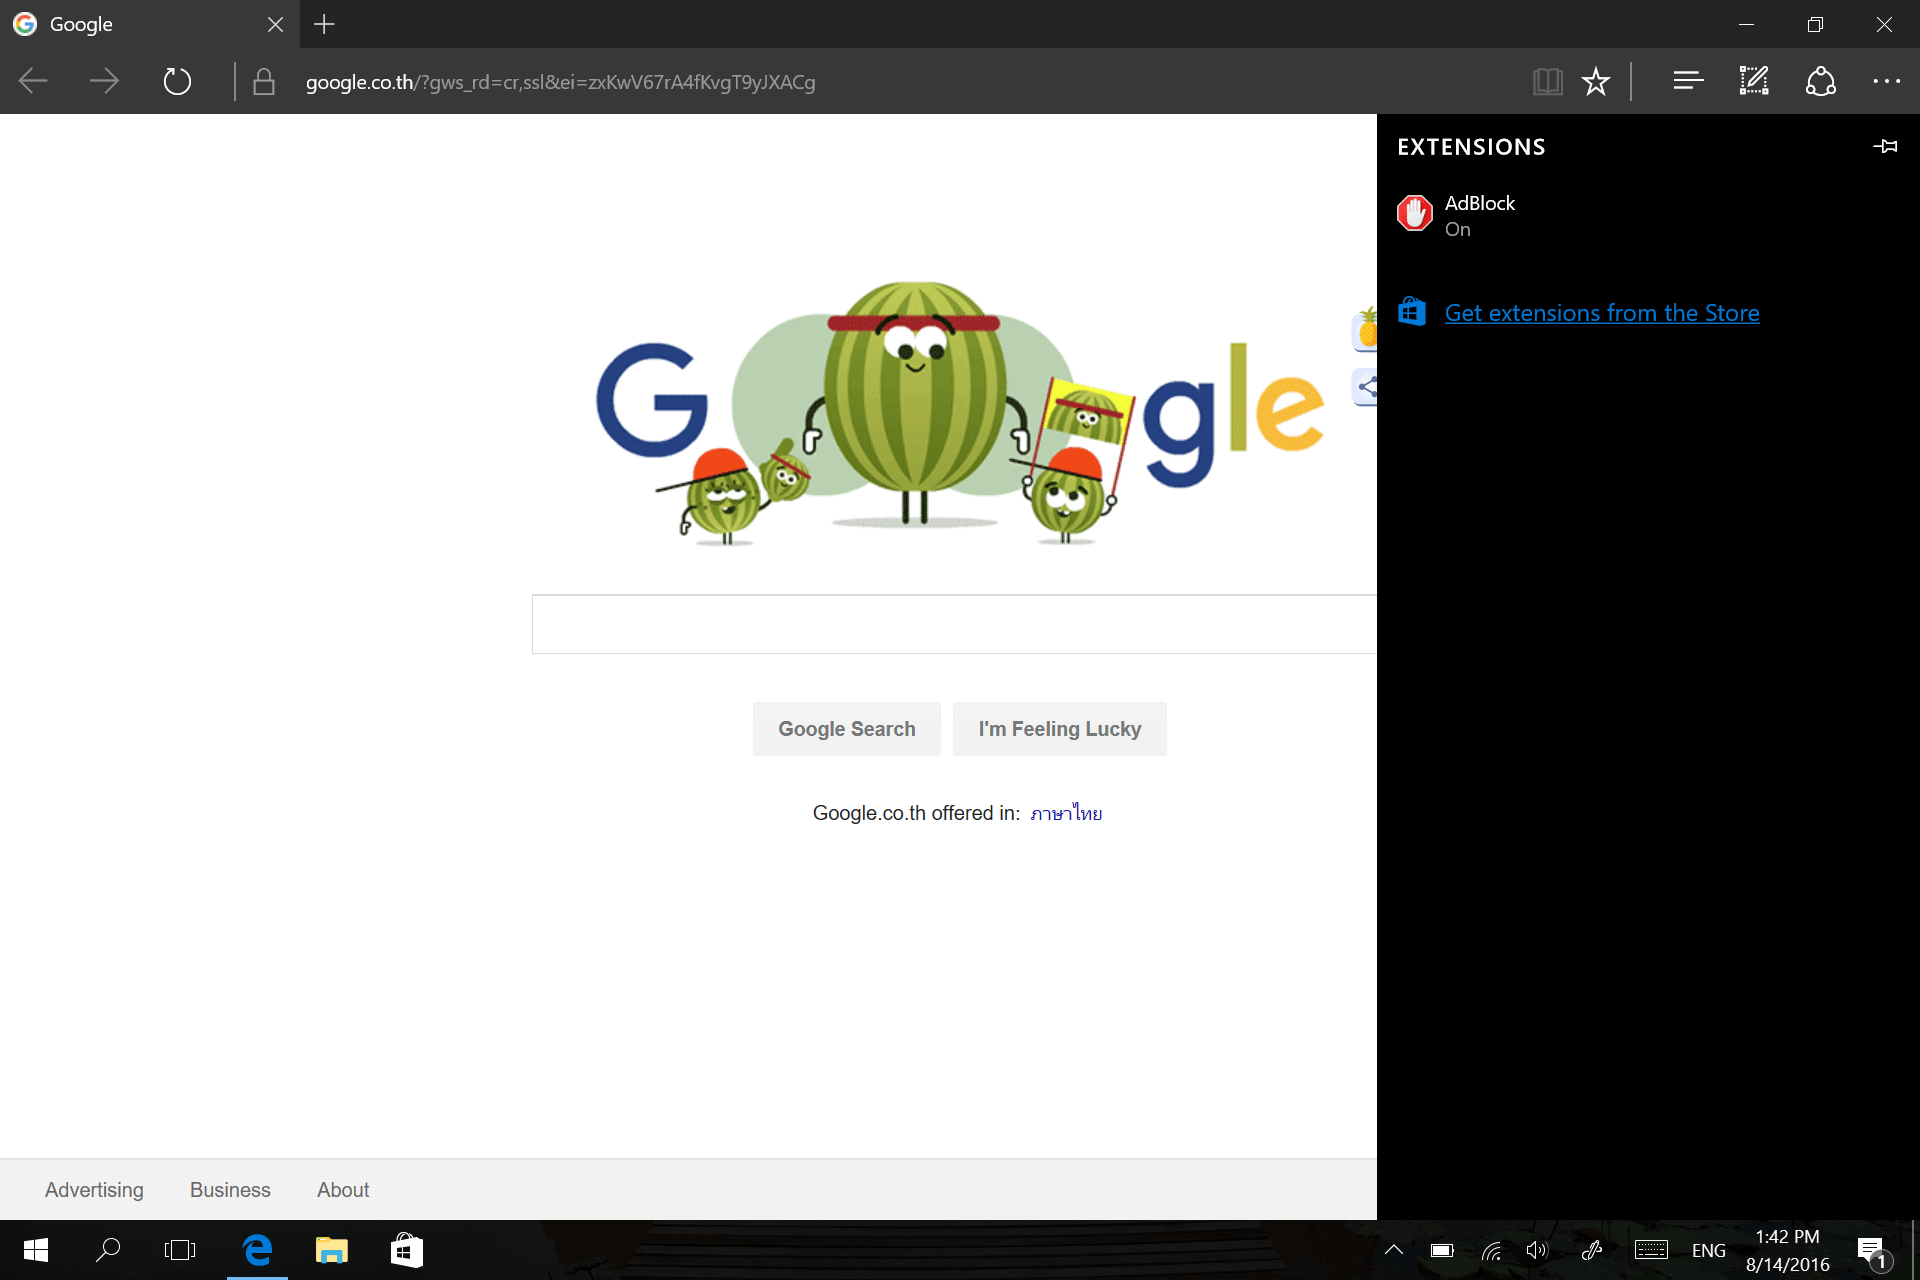 Google
google.co.th/?gws_rd=cr,ssl&ei=zxKwV67rA4fKvgT9yJXACg
EXTENSIONS
AdBlock
On
Get extensions from the Store
G gle
Google Search
I'm Feeling Lucky
Google.co.th offered in: ภาษาไทย
Advertising Business About
ENG
1:42 PM
8/14/2016
1